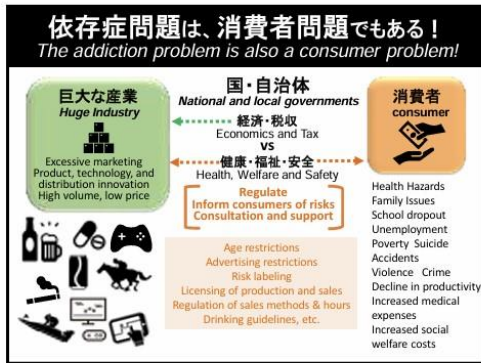 依存症問題は、消費者問題でもある！
The addiction problem is also a consumer problem!
巨大な産業
Huge Industry
Excessive marketing
Product, technology, and
distribution innovation
High volume, low price
国・自治体
National and local governments
経済・税収
Economics and Tax
VS
健康・福祉・安全
Health, Welfare and Safety
Regulate
Inform consumers of risks
Consultation and support
Age restrictions
Advertising restrictions
Risk labeling
Licensing of production and sales
Regulation of sales methods & hours
Drinking guidelines, etc.
消費者
consumer
Health Hazards
Family Issues
School dropout
Unemployment
Poverty Suicide
Accidents
Violence Crime
Decline in productivity
Increased medical
expenses
Increased social
welfare costs